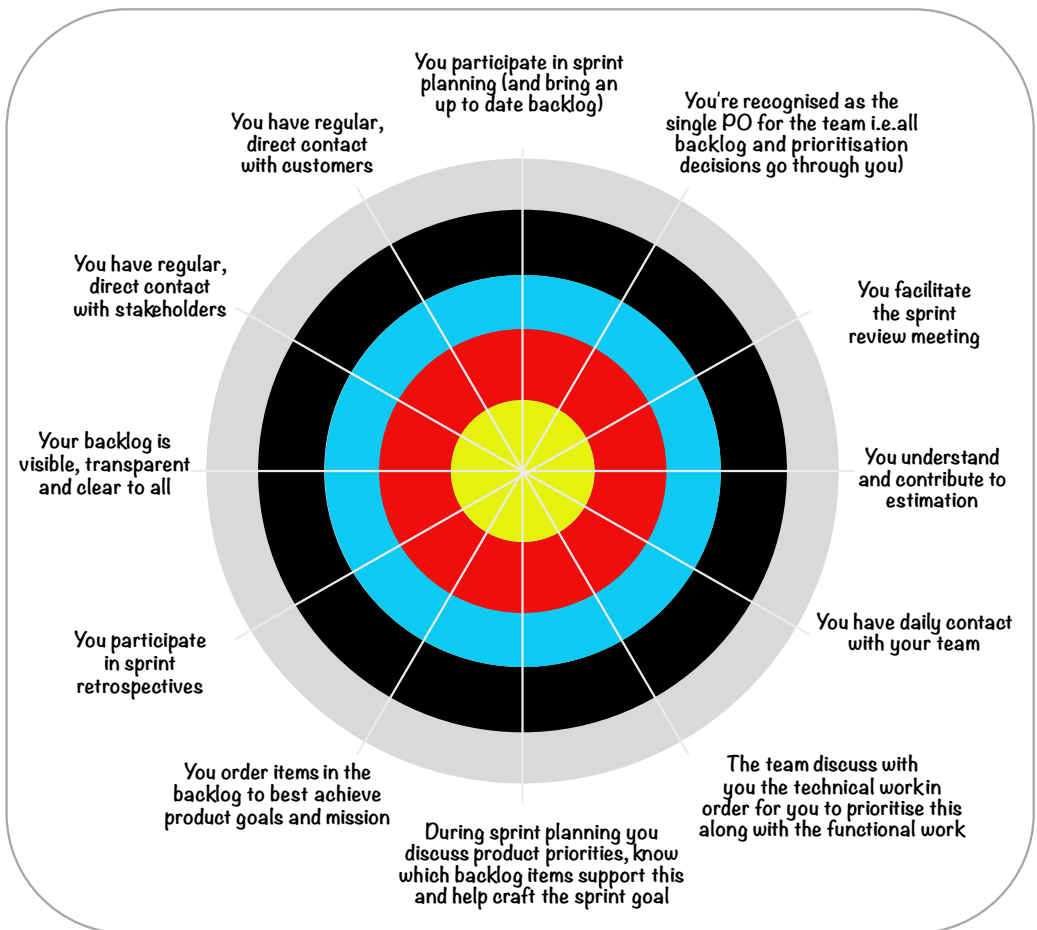 You participate in sprint
planning (and bring an
up to date backlog)
You're recognised as the
single PO for the team i.e.all
backlog and prioritisation
decisions go through you)
You facilitate
the sprint
review meeting
You understand
and contribute to
estimation
You have daily contact
with your team
The team discuss with
you the technical workin
order for you to prioritise this
along with the functional work
During sprint planning you
discuss product priorities, know
which backlog items support this
and help craft the sprint goal
You order items in the
backlog to best achieve
product goals and mission
You participate
in sprint
retrospectives
Your backlog is
visible, transparent
and clear to all
You have regular,
direct contact
with stakeholders
You have regular,
direct contact
with customers